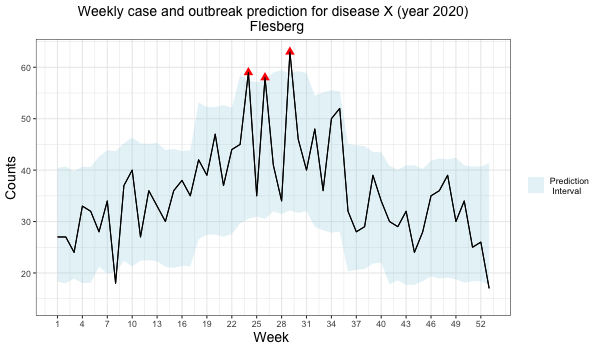 Weekly case and outbreak prediction for disease X (year 2020)
Flesberg
Counts
60
50
40
30
20
1 4 7 10 13 16 19 22 25 28 31 34 37 40 43 46 49 52
Week
Prediction
Interval